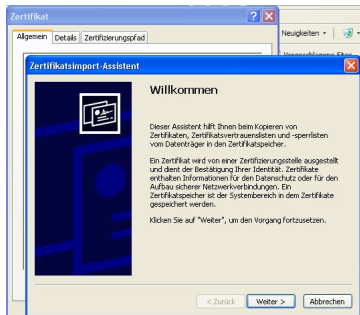 Zertifikat
Allgemein Details Zertifizierungspfad
Neuigkeiten
Vorgeschlagene Sites
Zertifikatsimport-Assistent
Willkommen
Dieser Assistent hilft Ihnen beim Kopieren von
Zertifikaten, Zertifikatsvertrauenslisten und -sperrlisten
vom Datenträger in den Zertifikatspeicher.
Ein Zertifikat wird von einer Zertifizierungsstelle ausgestellt
und dient der Bestätigung Ihrer Identität. Zertifikate
enthalten Informationen für den Datenschutz oder für den
Aufbau sicherer Netzwerkverbindungen. Ein
Zertifikatspeicher ist der Systembereich in dem Zertifikate
gespeichert werden.
Klicken Sie auf "Weiter", um den Vorgang fortzusetzen.
< Zurück Weiter > Abbrechen